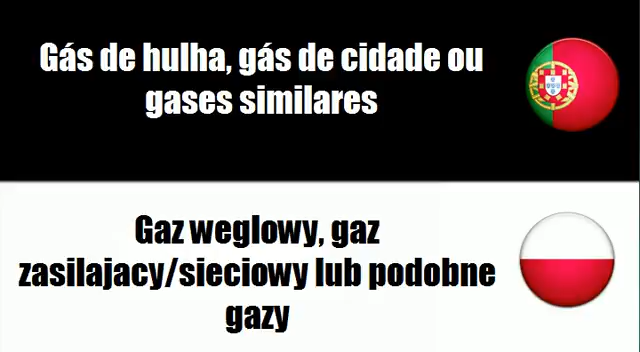 Gás de hulha, gás de cidade ou
gases similares
Gaz weglowy, gaz
zasilajacy/sieciowy lub podobne
gazy